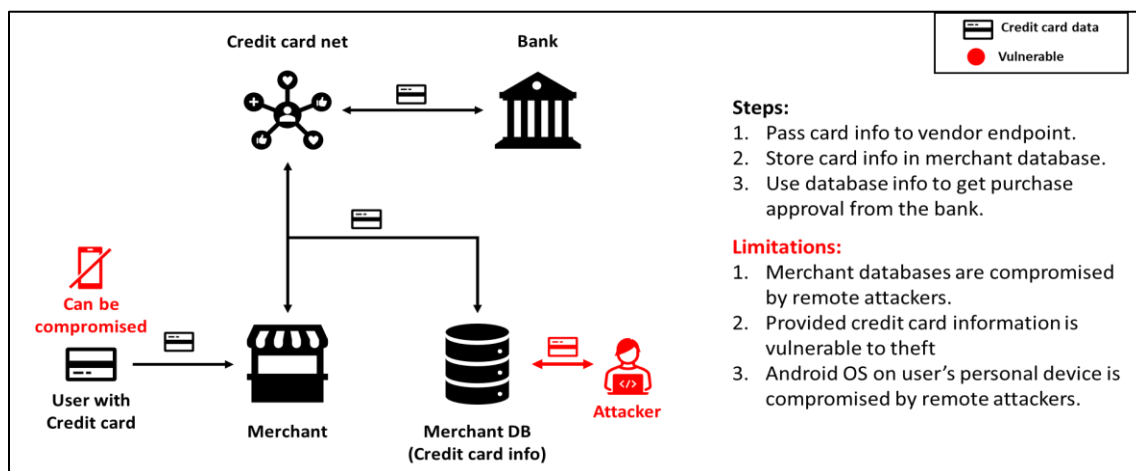 Credit card net
Bank
Credit card data
Vulnerable
Steps:
1. Pass card info to vendor endpoint.
2. Store card info in merchant database.
3. Use database info to get purchase
approval from the bank.
Limitations:
1. Merchant databases are compromised
by remote attackers.
2. Provided credit card information is
vulnerable to theft
3. Android OS on user's personal device is
compromised by remote attackers.
Can be
compromised
User with
Credit card
Merchant
Merchant DB
(Credit card info)
</>
Attacker